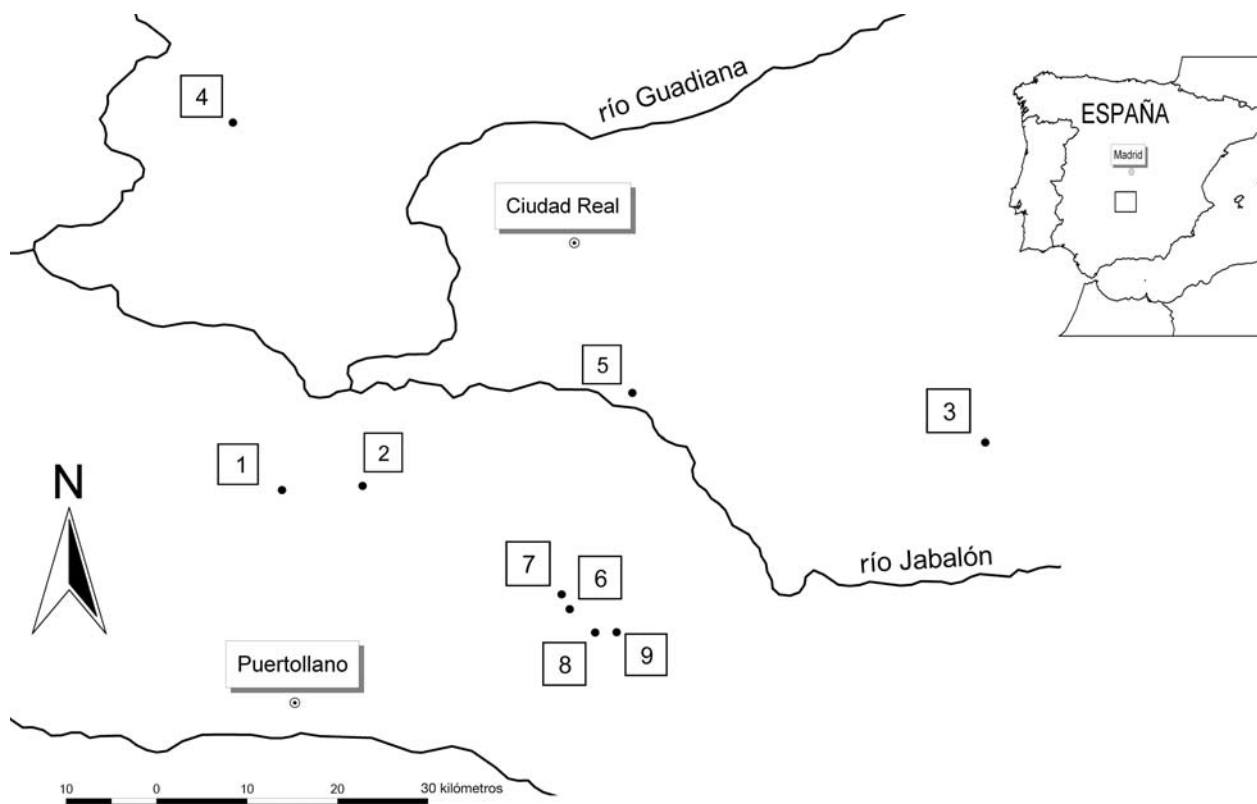 4
río Guadiana
ESPAÑA
Madrid
Ciudad Real
5
3
1
2
N
río Jabalón
7
6
8
9
Puertollano
10 0 10 20 30 kilómetros